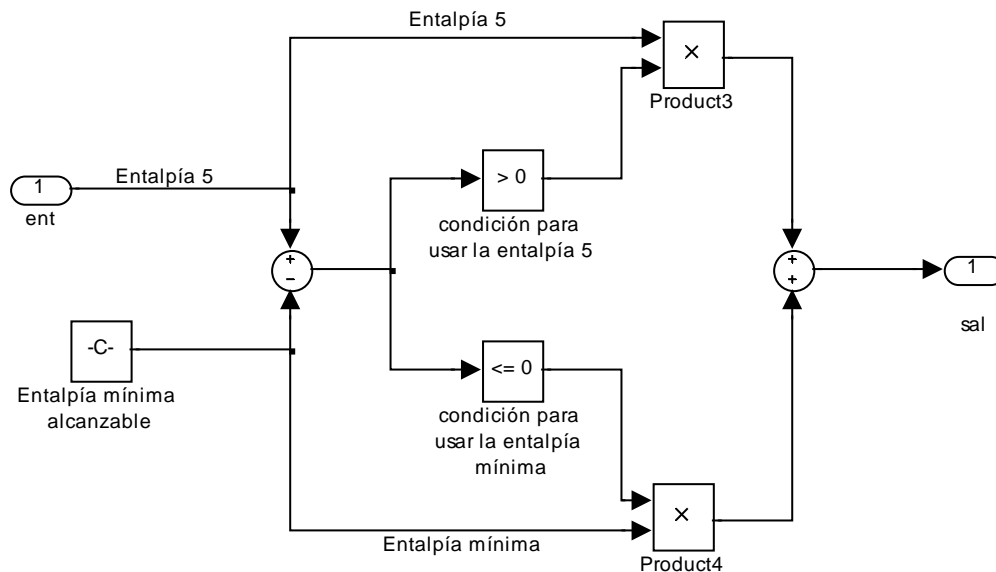 Entalpía 5
×
Product3
Entalpía 5
1
ent
> 0
condición para
usar la entalpía 5
+
−
+
+
1
sal
-C-
Entalpía mínima
alcanzable
<= 0
condición para
usar la entalpía
mínima
×
Entalpía mínima
Product4